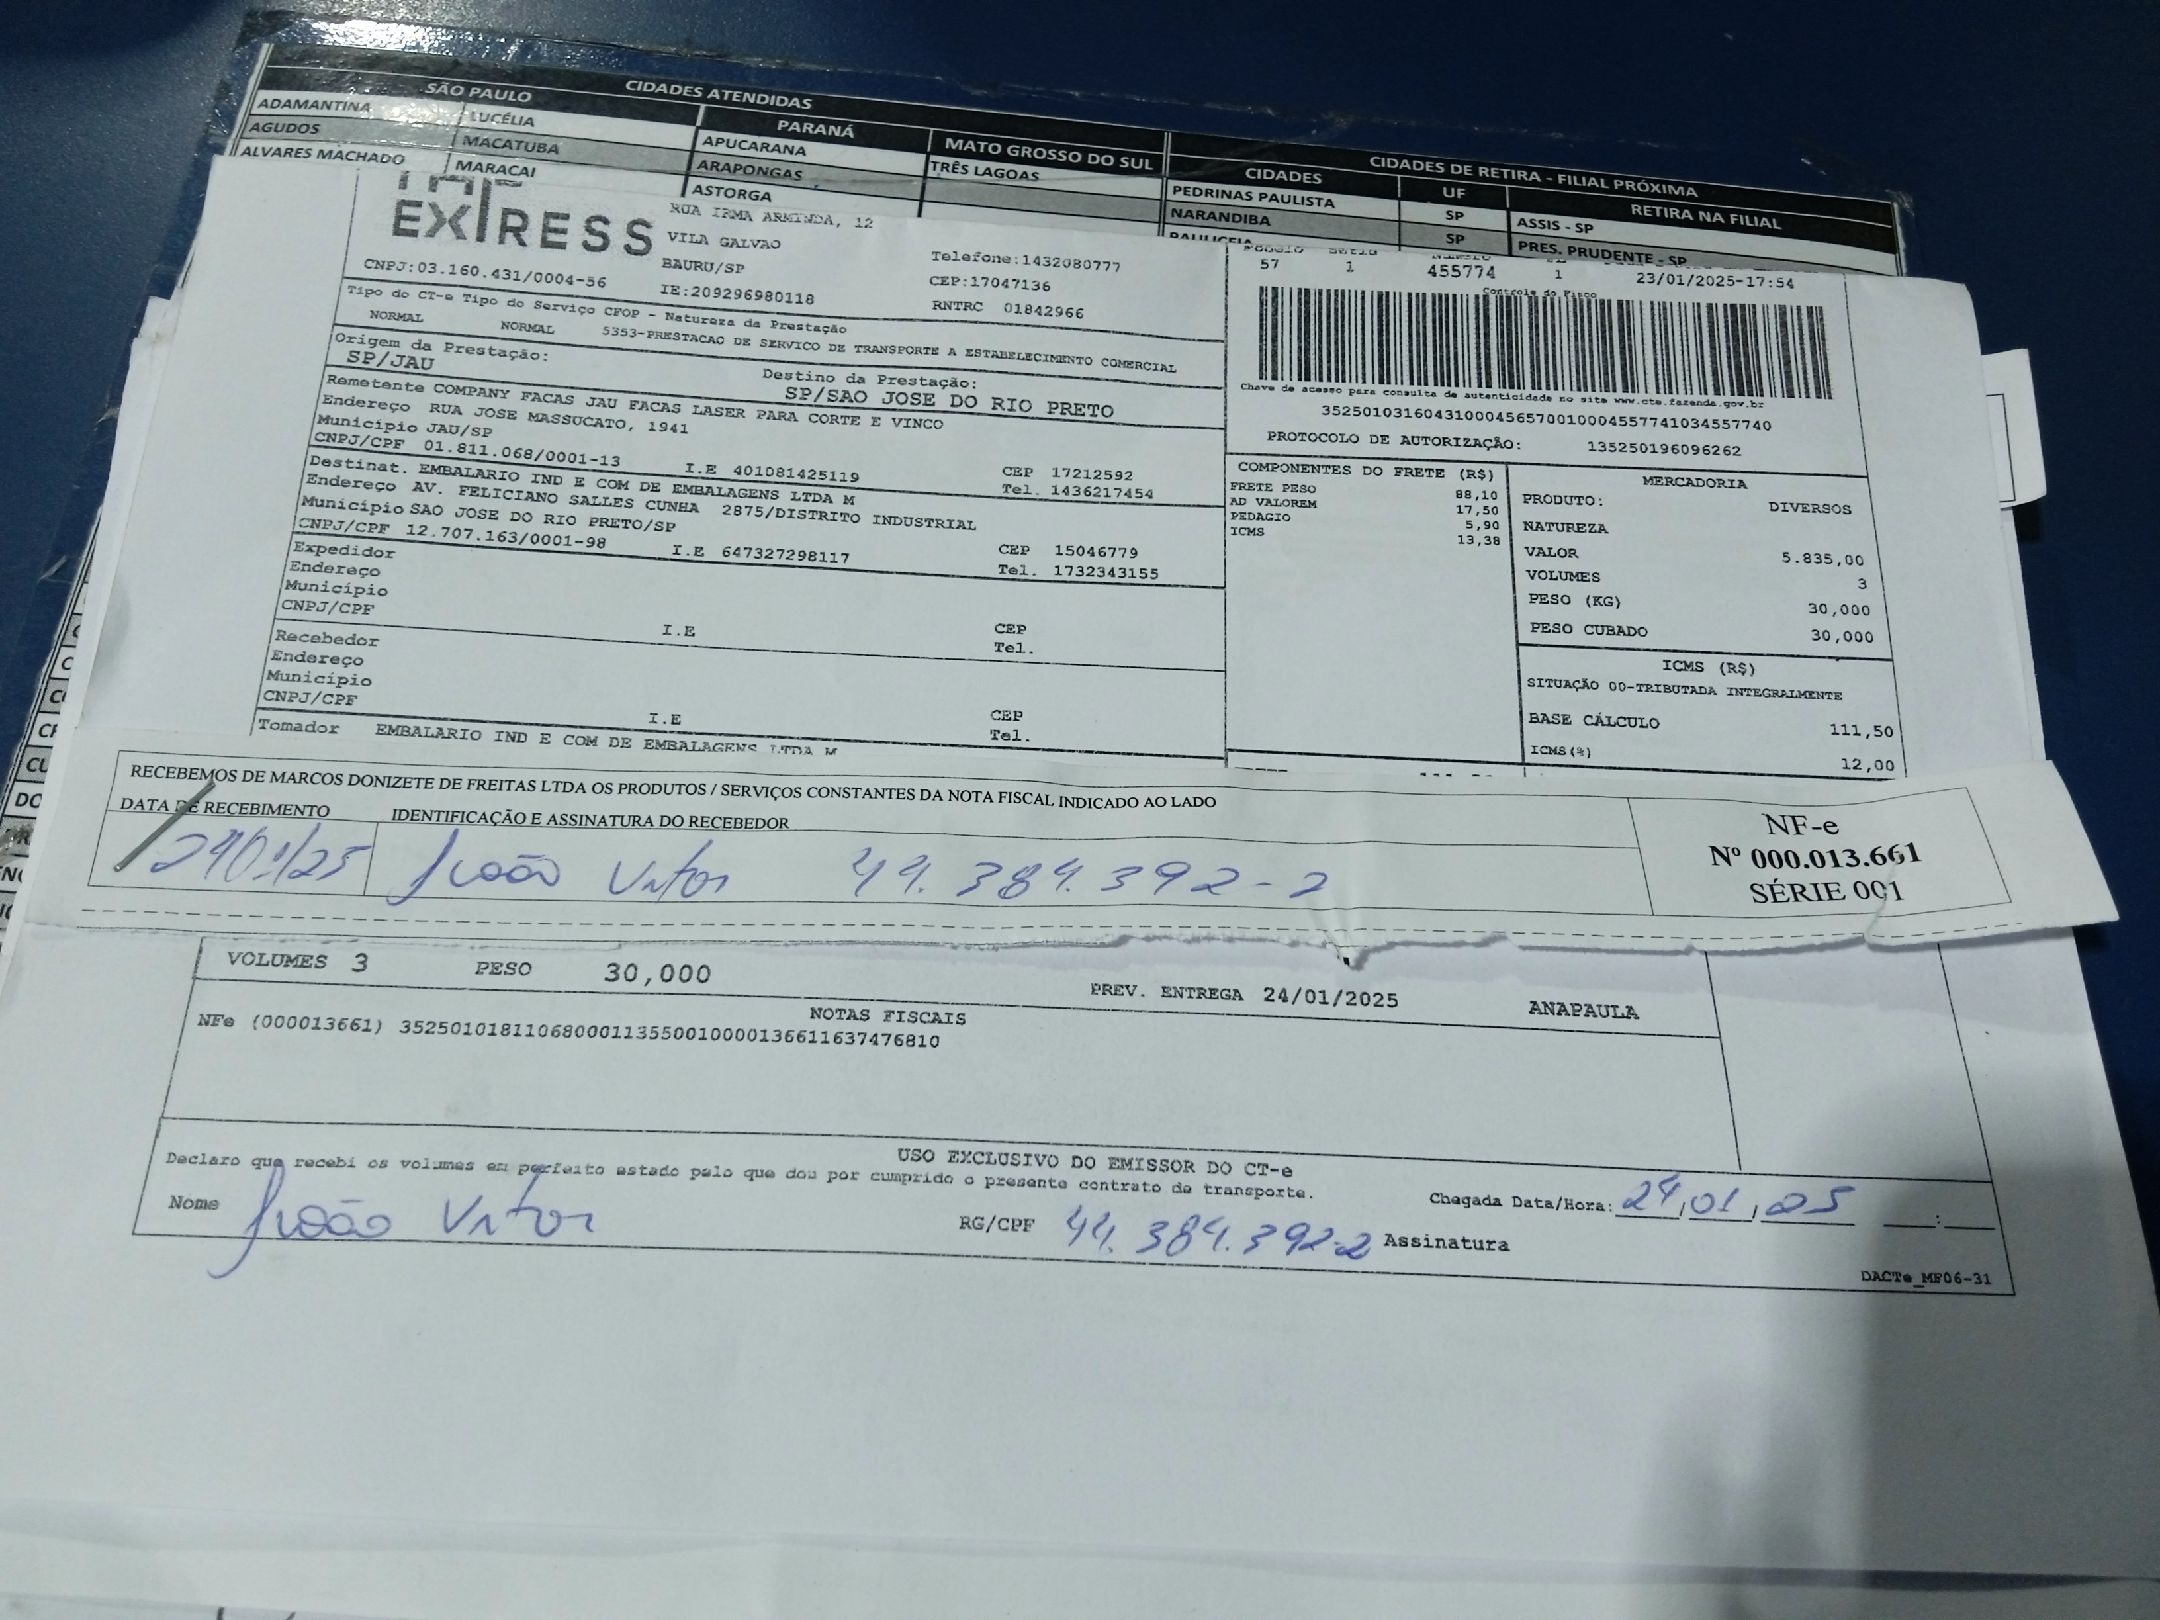 CIDADES ATENDIDAS
SÃO PAULO
PARANÁ
MATO GROSSO DO SUL
ADAMANTINA
LUCÉLIA
APUCARANA
TRÊS LAGOAS
AGUDOS
MACATUBA
ARAPONGAS
ALVARES MACHADO
MARACAI
ASTORGA
CIDADES DE RETIRA - FILIAL PRÓXIMA
CIDADES UF RETIRA NA FILIAL
PEDRINAS PAULISTA SP ASSIS - SP
NARANDIBA SP PRES. PRUDENTE - SP
EXTRESS
RUA IRMA ARMINDA, 12
VILA GALVAO
BAURU/SP
Telefone:1432080777
CEP:17047136
CNPJ:03.160.431/0004-56
IE:209296980118
RNTRC 01842966
57 1 455774 1 23/01/2025-17:54
Controle do Fisco
Tipo do CT-e Tipo do Serviço CFOP - Natureza da Prestação
NORMAL NORMAL 5353-PRESTACAO DE SERVICO DE TRANSPORTE A ESTABELECIMENTO COMERCIAL
Origem da Prestação:
SP/JAU
Destino da Prestação:
SP/SAO JOSE DO RIO PRETO
Chave de acesso para consulta de autenticidade no site www.cte.fazenda.gov.br
35250103160431000456570010004557741034557740
PROTOCOLO DE AUTORIZAÇÃO: 135250196096262
Remetente COMPANY FACAS JAU FACAS LASER PARA CORTE E VINCO
Endereço RUA JOSE MASSUCATO, 1941
Município JAU/SP
CEP 17212592
CNPJ/CPF 01.811.068/0001-13 I.E 401081425119 Tel. 1436217454
Destinat. EMBALARIO IND E COM DE EMBALAGENS LTDA M
Endereço AV. FELICIANO SALLES CUNHA 2875/DISTRITO INDUSTRIAL
Município SAO JOSE DO RIO PRETO/SP
CEP 15046779
CNPJ/CPF 12.707.163/0001-98 I.E 647327298117 Tel. 1732343155
Expedidor
Endereço
Município
CEP
CNPJ/CPF I.E Tel.
Recebedor
Endereço
Município
CEP
CNPJ/CPF I.E Tel.
Tomador EMBALARIO IND E COM DE EMBALAGENS LTDA M
COMPONENTES DO FRETE (R$)
FRETE PESO 88,10
AD VALOREM 17,50
PEDAGIO 5,90
ICMS 13,38
MERCADORIA
PRODUTO: DIVERSOS
NATUREZA
VALOR 5.835,00
VOLUMES 3
PESO (KG) 30,000
PESO CUBADO 30,000
ICMS (R$)
SITUAÇÃO 00-TRIBUTADA INTEGRALMENTE
BASE CÁLCULO 111,50
ICMS(%) 12,00
RECEBEMOS DE MARCOS DONIZETE DE FREITAS LTDA OS PRODUTOS / SERVIÇOS CONSTANTES DA NOTA FISCAL INDICADO AO LADO
DATA DE RECEBIMENTO IDENTIFICAÇÃO E ASSINATURA DO RECEBEDOR
24/01/25 João Vitor 44.384.392-2
NF-e
Nº 000.013.661
SÉRIE 001
VOLUMES 3 PESO 30,000 PREV. ENTREGA 24/01/2025 ANAPAULA
NOTAS FISCAIS
NFe (000013661) 35250101811068000113550010000136611637476810
USO EXCLUSIVO DO EMISSOR DO CT-e
Declaro que recebi os volumes em perfeito estado pelo que dou por cumprido o presente contrato de transporte.
Chegada Data/Hora: 24,01,25 :
Nome João Vitor RG/CPF 44.384.392-2 Assinatura
DACTe_MF06-31